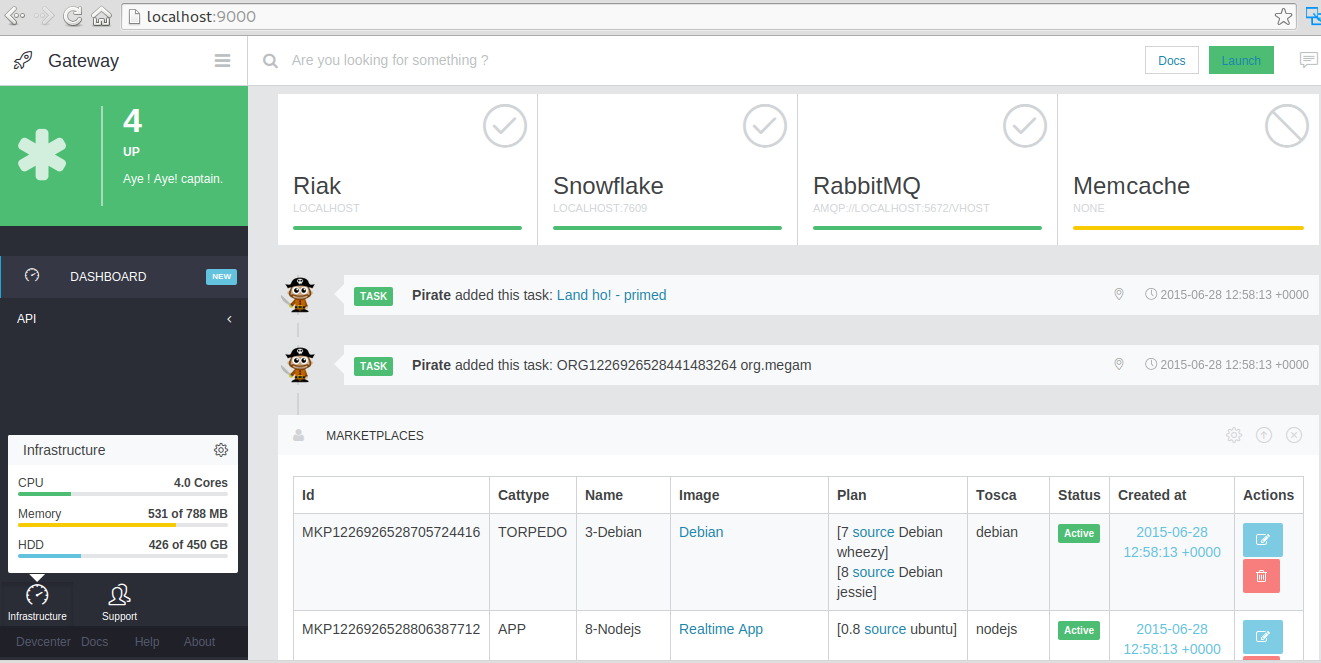 localhost:9000
Gateway
Are you looking for something ?
Docs
Launch
4
UP
Aye ! Aye! captain.
Riak
LOCALHOST
Snowflake
LOCALHOST:7609
RabbitMQ
AMQP://LOCALHOST:5672/VHOST
Memcache
NONE
DASHBOARD
NEW
API
TASK
Pirate added this task: Land ho! - primed
2015-06-28 12:58:13 +0000
TASK
Pirate added this task: ORG1226926528441483264 org.megam
2015-06-28 12:58:13 +0000
Infrastructure
CPU 4.0 Cores
Memory 531 of 788 MB
HDD 426 of 450 GB
Infrastructure
Support
Devcenter Docs Help About
MARKETPLACES
Id Cattype Name Image Plan Tosca Status Created at Actions
MKP1226926528705724416 TORPEDO 3-Debian Debian [7 source Debian debian Active 2015-06-28
wheezy] 12:58:13 +0000
[8 source Debian
jessie]
MKP1226926528806387712 APP 8-Nodejs Realtime App [0.8 source ubuntu] nodejs Active 2015-06-28
12:58:13 +0000